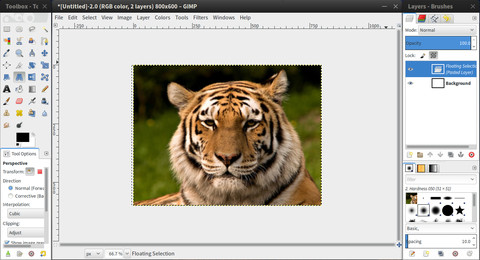 Toolbox - T
*[Untitled]-2.0 (RGB color, 2 layers) 800x600 – GIMP
Layers - Brushes
File Edit Select View Image Layer Colors Tools Filters Windows Help
Mode: Normal
Opacity 100.0
Lock:
Floating Selection
(Pasted Layer)
Background
Tool Options
Perspective
Transform:
Direction
Normal (Forw
Corrective (Ba
Interpolation:
Cubic
Clipping:
Adjust
2. Hardness 050 (51 × 51)
Basic,
Spacing 10.0
px 66.7 % Floating Selection